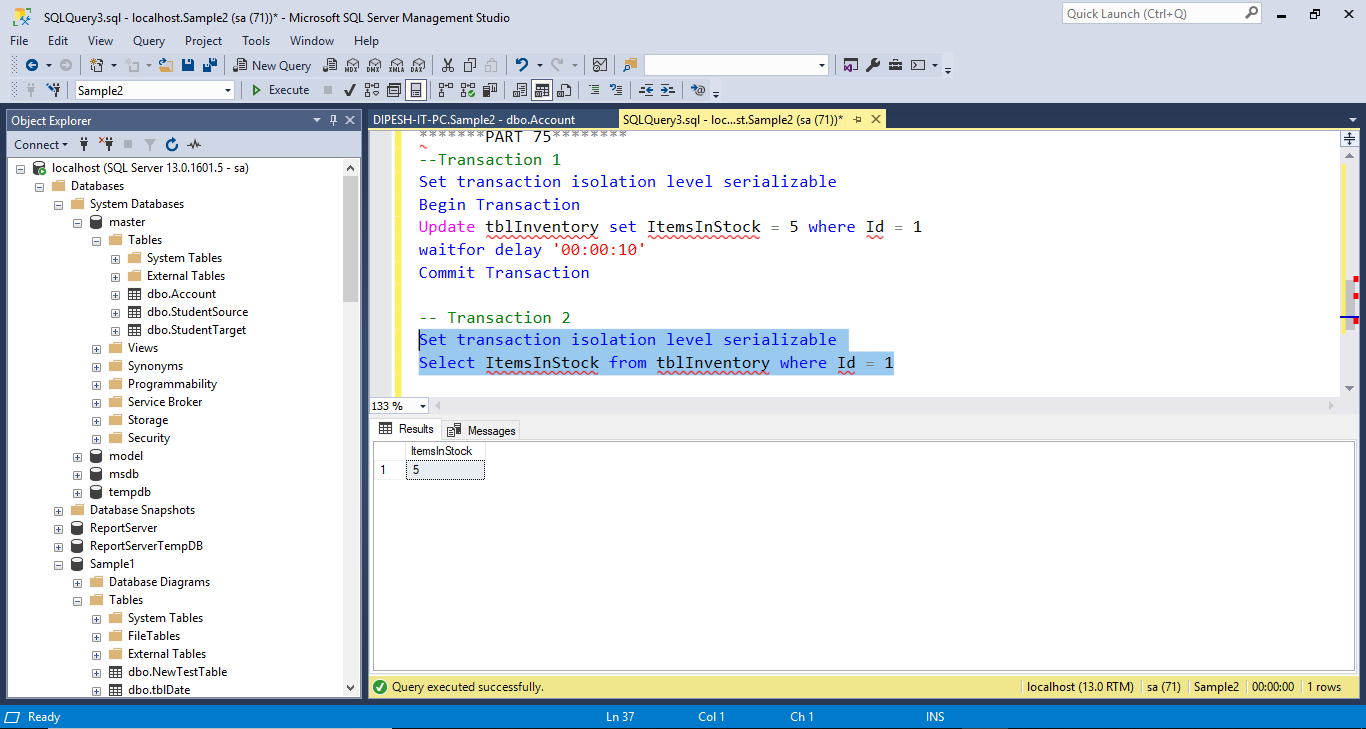 SQLQuery3.sql - localhost.Sample2 (sa (71))* - Microsoft SQL Server Management Studio
Quick Launch (Ctrl+Q)
File Edit View Query Project Tools Window Help
New Query MDX DMX XMLA DAX
Sample2 Execute
Object Explorer
Connect
localhost (SQL Server 13.0.1601.5 - sa)
Databases
System Databases
master
Tables
System Tables
External Tables
dbo.Account
dbo.StudentSource
dbo.StudentTarget
Views
Synonyms
Programmability
Service Broker
Storage
Security
model
msdb
tempdb
Database Snapshots
ReportServer
ReportServerTempDB
Sample1
Database Diagrams
Tables
System Tables
FileTables
External Tables
dbo.NewTestTable
dbo.tblDate
DIPESH-IT-PC.Sample2 - dbo.Account
SQLQuery3.sql - loc...st.Sample2 (sa (71))*
*******PART 75********
--Transaction 1
Set transaction isolation level serializable
Begin Transaction
Update tblInventory set ItemsInStock = 5 where Id = 1
waitfor delay '00:00:10'
Commit Transaction
-- Transaction 2
Set transaction isolation level serializable
Select ItemsInStock from tblInventory where Id = 1
133 %
Results Messages
ItemsInStock
1 5
Query executed successfully.
localhost (13.0 RTM) sa (71) Sample2 00:00:00 1 rows
Ready Ln 37 Col 1 Ch 1 INS